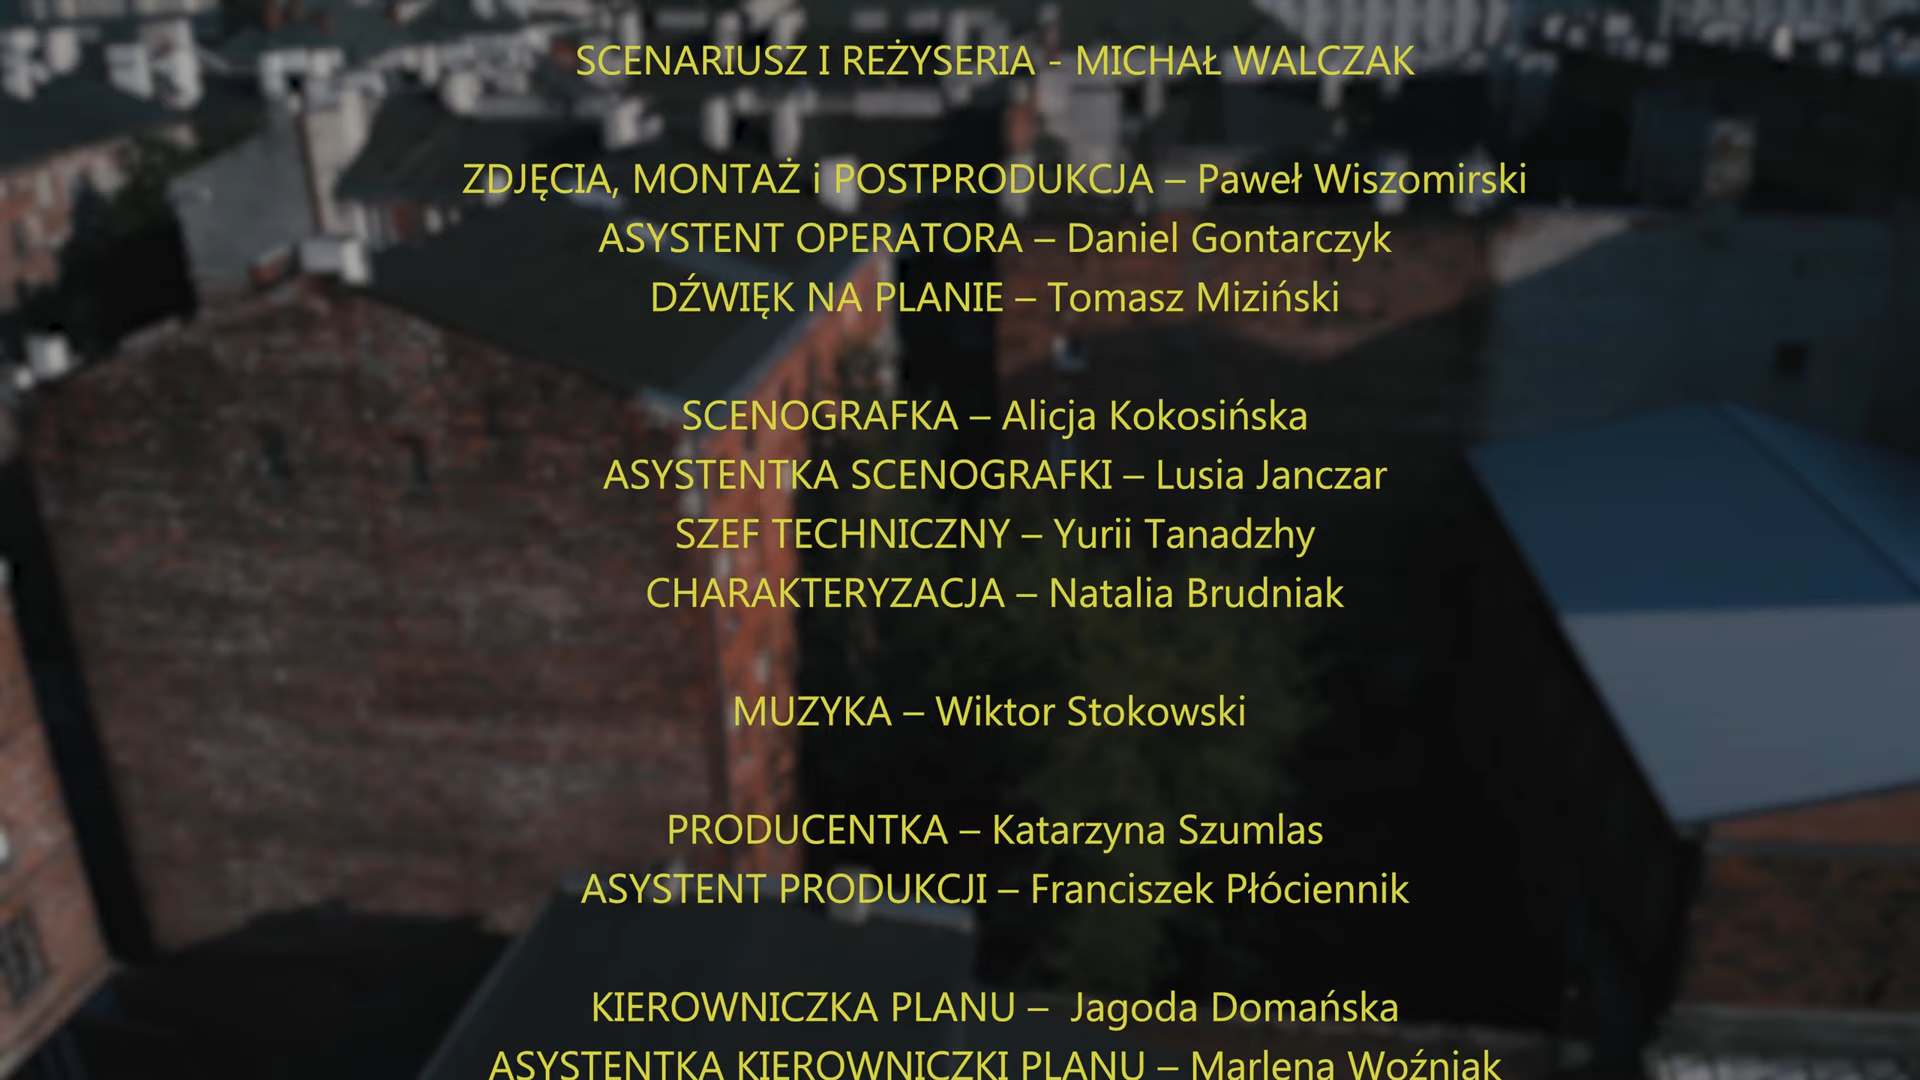 SCENARIUSZ I REŻYSERIA - MICHAŁ WALCZAK
ZDJĘCIA, MONTAŻ i POSTPRODUKCJA – Paweł Wiszomirski
ASYSTENT OPERATORA – Daniel Gontarczyk
DŹWIĘK NA PLANIE – Tomasz Miziński
SCENOGRAFKA – Alicja Kokosińska
ASYSTENTKA SCENOGRAFKI – Lusia Janczar
SZEF TECHNICZNY – Yurii Tanadzhy
CHARAKTERYZACJA – Natalia Brudniak
MUZYKA – Wiktor Stokowski
PRODUCENTKA – Katarzyna Szumlas
ASYSTENT PRODUKCJI – Franciszek Płóciennik
KIEROWNICZKA PLANU –  Jagoda Domańska
ASYSTENTKA KIEROWNICZKI PLANU – Marlena Woźniak